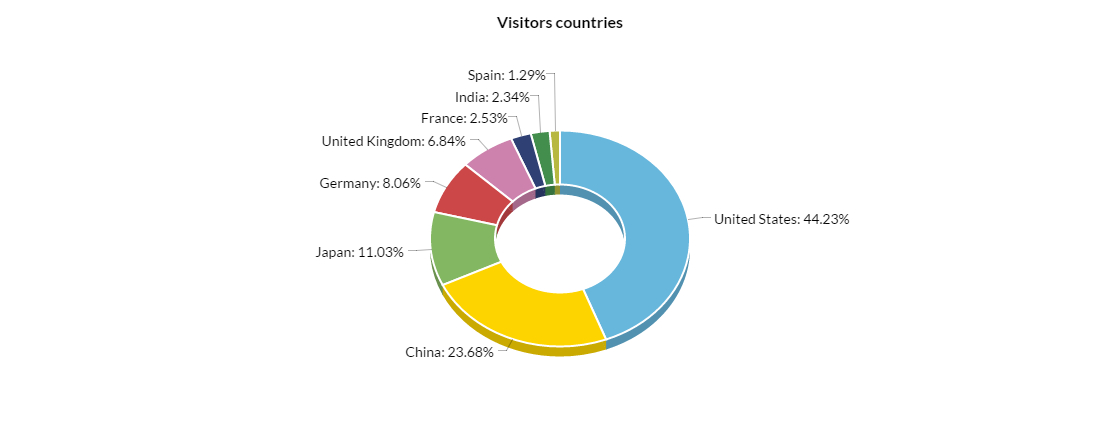 Visitors countries
Spain: 1.29%
India: 2.34%
France: 2.53%
United Kingdom: 6.84%
Germany: 8.06%
United States: 44.23%
Japan: 11.03%
China: 23.68%